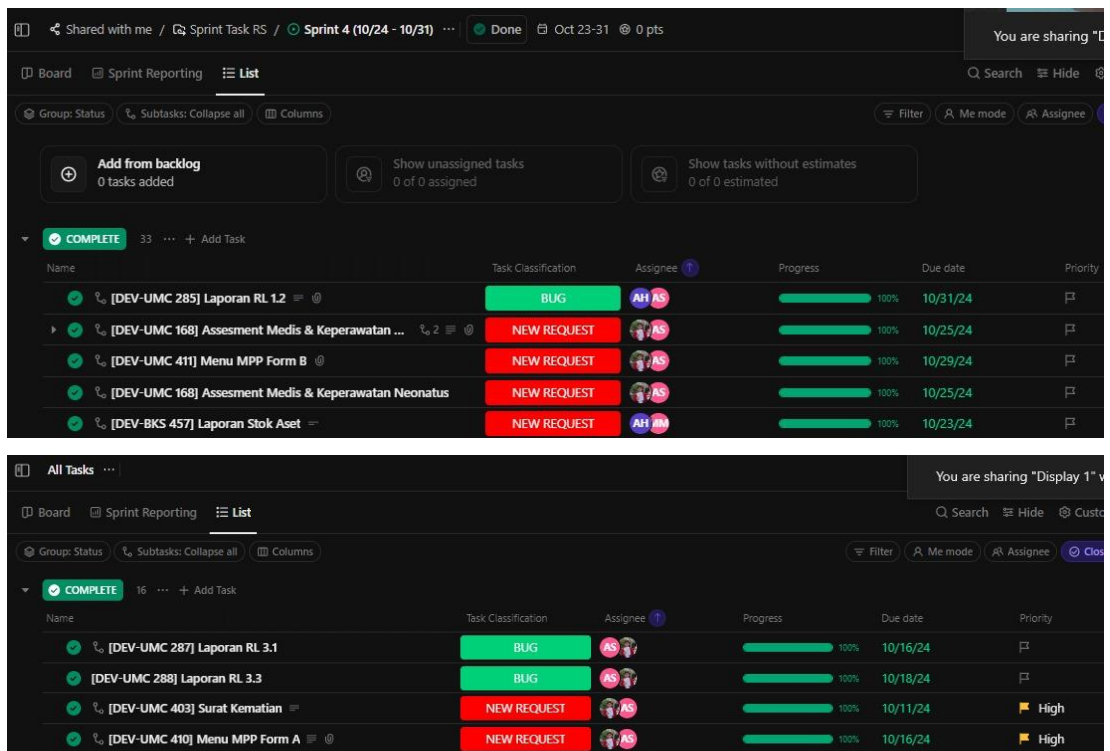 Shared with me / Sprint Task RS / Sprint 4 (10/24 - 10/31) ··· Done Oct 23-31 0 pts
You are sharing "D
Board Sprint Reporting List Search Hide
Group: Status Subtasks: Collapse all Columns Filter Me mode Assignee
Add from backlog Show unassigned tasks Show tasks without estimates
0 tasks added 0 of 0 assigned 0 of 0 estimated
COMPLETE 33 ··· + Add Task
Name Task Classification Assignee Progress Due date Priority
[DEV-UMC 285] Laporan RL 1.2 BUG AH AS 100% 10/31/24
[DEV-UMC 168] Assesment Medis & Keperawatan ... 2 NEW REQUEST AS 100% 10/25/24
[DEV-UMC 411] Menu MPP Form B NEW REQUEST AS 100% 10/29/24
[DEV-UMC 168] Assesment Medis & Keperawatan Neonatus NEW REQUEST AS 100% 10/25/24
[DEV-BKS 457] Laporan Stok Aset NEW REQUEST AH 100% 10/23/24
All Tasks ···
You are sharing "Display 1" w
Board Sprint Reporting List Search Hide Custo
Group: Status Subtasks: Collapse all Columns Filter Me mode Assignee Clos
COMPLETE 16 ··· + Add Task
Name Task Classification Assignee Progress Due date Priority
[DEV-UMC 287] Laporan RL 3.1 BUG AS 100% 10/16/24
[DEV-UMC 288] Laporan RL 3.3 BUG AS 100% 10/18/24
[DEV-UMC 403] Surat Kematian NEW REQUEST AS 100% 10/11/24 High
[DEV-UMC 410] Menu MPP Form A NEW REQUEST AS 100% 10/16/24 High